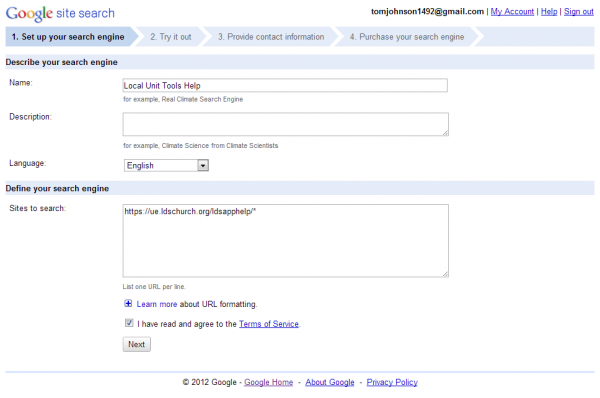 Google site search
tomjohnson1492@gmail.com | My Account | Help | Sign out
1. Set up your search engine 2. Try it out 3. Provide contact information 4. Purchase your search engine
Describe your search engine
Name: Local Unit Tools Help
for example, Real Climate Search Engine
Description:
for example, Climate Science from Climate Scientists
Language: English
Define your search engine
Sites to search: https://ue.ldschurch.org/ldsapphelp/*
List one URL per line.
Learn more about URL formatting.
I have read and agree to the Terms of Service.
Next
© 2012 Google - Google Home - About Google - Privacy Policy